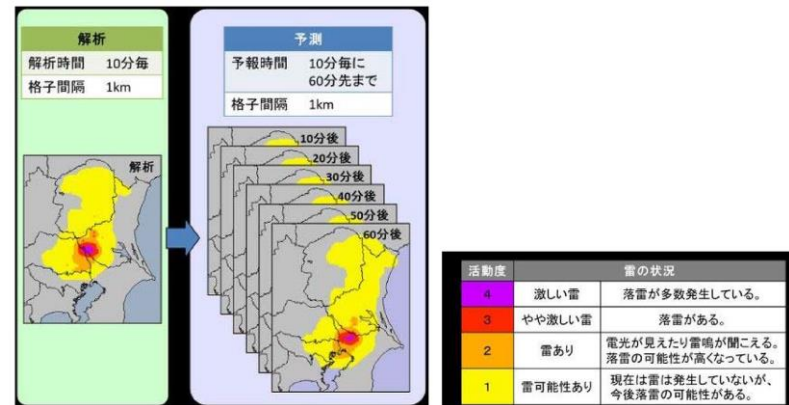 解析
解析時間 10分毎
格子間隔 1km
解析
予測
予報時間 10分毎に
60分先まで
格子間隔 1km
10分後
20分後
30分後
40分後
50分後
60分後
活動度 雷の状況
4 激しい雷 落雷が多数発生している。
3 やや激しい雷 落雷がある。
2 雷あり 電光が見えたり雷鳴が聞こえる。
落雷の可能性が高くなっている。
1 雷可能性あり 現在は雷は発生していないが、
今後落雷の可能性がある。